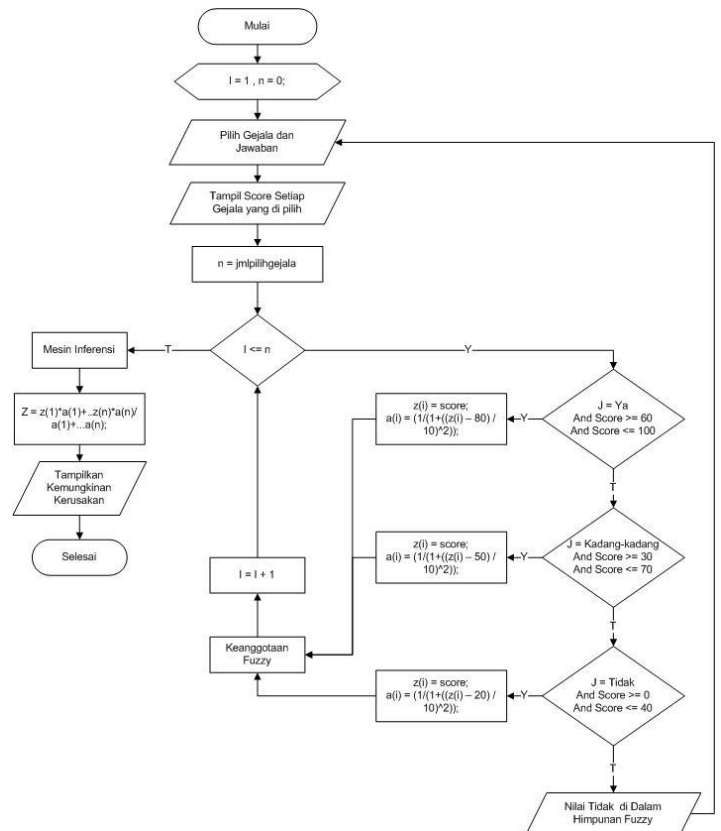 Mulai
I = 1 , n = 0;
Pilih Gejala dan
Jawaban
Tampil Score Setiap
Gejala yang di pilih
n = jmlpilihgejala
I <= n
T
Y
Mesin Inferensi
Z = z(1)*a(1)+..z(n)*a(n)/
a(1)+...a(n);
Tampilkan
Kemungkinan
Kerusakan
Selesai
J = Ya
And Score >= 60
And Score <= 100
Y
z(i) = score;
a(i) = (1/(1+((z(i) – 80) /
10)^2));
T
J = Kadang-kadang
And Score >= 30
And Score <= 70
Y
z(i) = score;
a(i) = (1/(1+((z(i) – 50) /
10)^2));
T
J = Tidak
And Score >= 0
And Score <= 40
Y
z(i) = score;
a(i) = (1/(1+((z(i) – 20) /
10)^2));
I = I + 1
Keanggotaan
Fuzzy
T
Nilai Tidak di Dalam
Himpunan Fuzzy